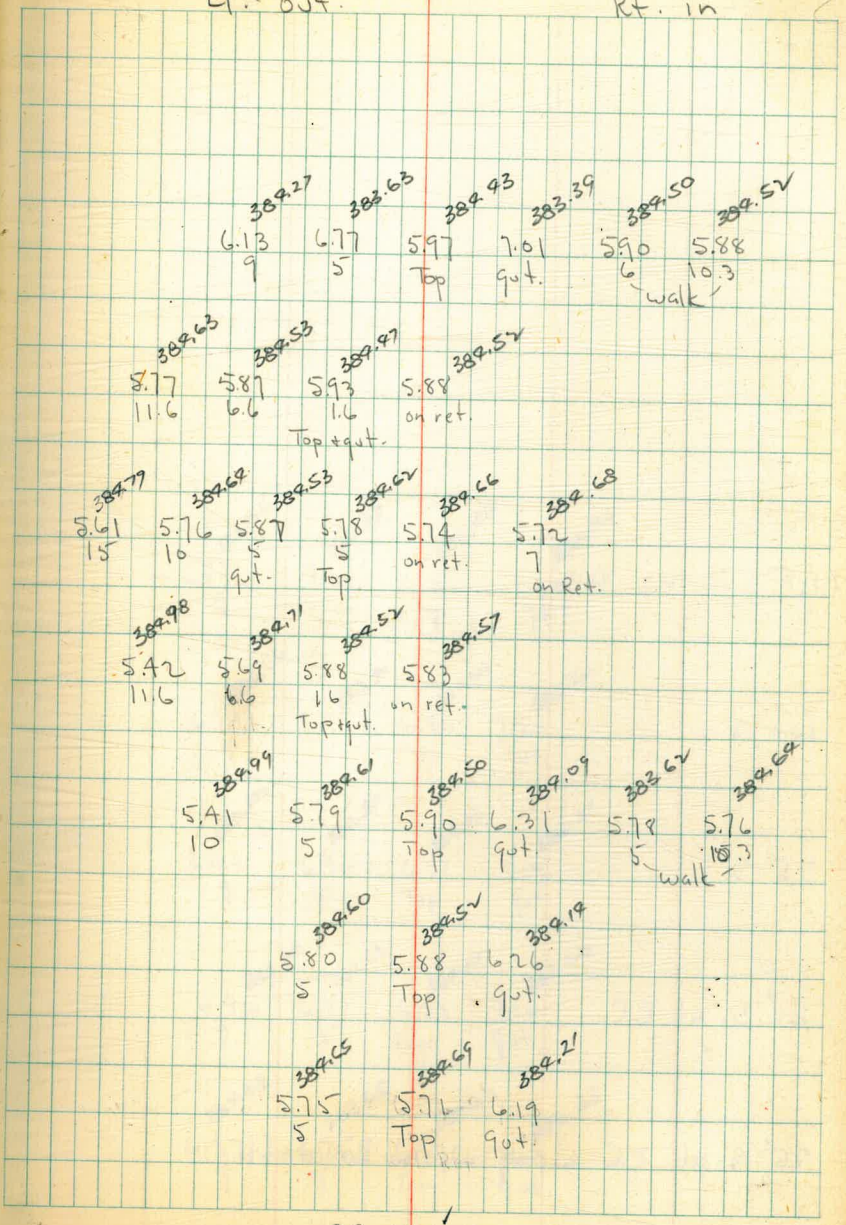 Lf. out. Rt. in
384.27 383.63 384.43 383.39 384.50 384.52
6.13 6.77 5.97 7.01 5.90 5.88
9 5 Top gut. 6 10.3
walk
384.63 384.53 384.47 384.52
5.77 5.87 5.93 5.88
11.6 6.6 1.6 on ret.
Top + gut.
384.79 384.64 384.53 384.62 384.66 384.68
5.61 5.76 5.87 5.78 5.74 5.72
15 10 5 5 on ret. 7
gut. Top on Ret.
384.98 384.71 384.52 384.57
5.42 5.69 5.88 5.83
11.6 6.6 1.6 on ret.
Top + gut.
384.99 384.61 384.50 384.09 383.62 384.64
5.41 5.79 5.90 6.31 5.78 5.76
10 5 Top gut. 5 10.3
walk
384.60 384.52 384.14
5.80 5.88 6.26
5 Top gut.
384.65 384.69 384.21
5.75 5.71 6.19
5 Top gut.